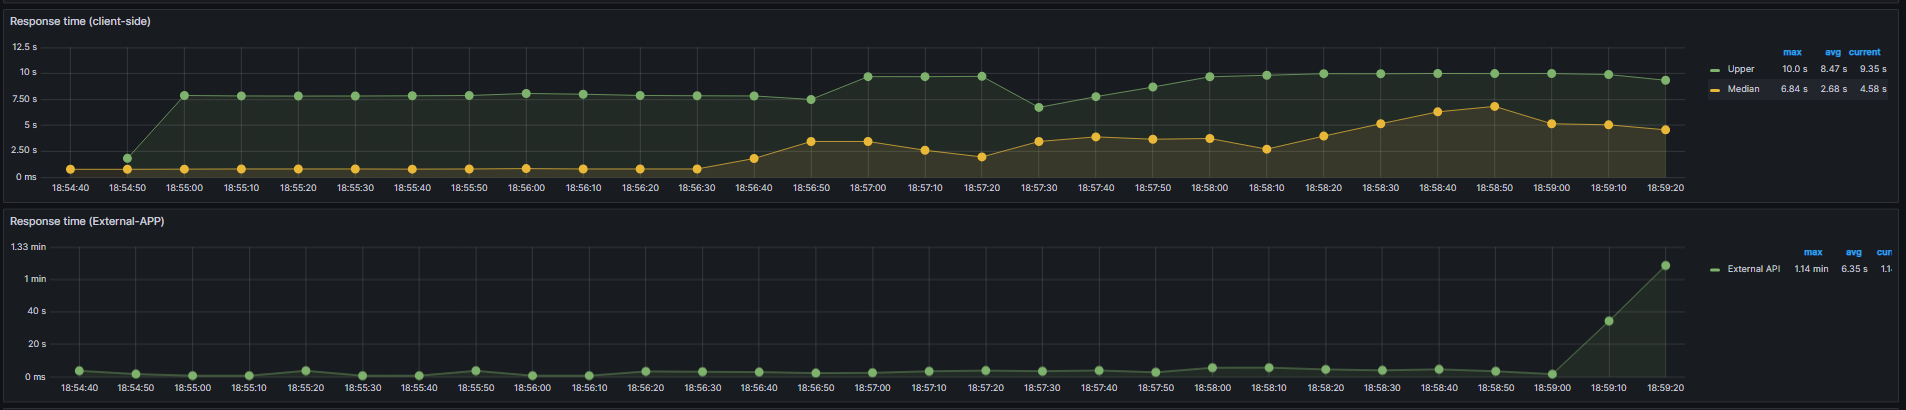 Response time (client-side)
12.5 s
10 s
7.50 s
5 s
2.50 s
0 ms
18:54:40 18:54:50 18:55:00 18:55:10 18:55:20 18:55:30 18:55:40 18:55:50 18:56:00 18:56:10 18:56:20 18:56:30 18:56:40 18:56:50 18:57:00 18:57:10 18:57:20 18:57:30 18:57:40 18:57:50 18:58:00 18:58:10 18:58:20 18:58:30 18:58:40 18:58:50 18:59:00 18:59:10 18:59:20
max avg current
Upper 10.0 s 8.47 s 9.35 s
Median 6.84 s 2.68 s 4.58 s
Response time (External-APP)
1.33 min
1 min
40 s
20 s
0 ms
18:54:40 18:54:50 18:55:00 18:55:10 18:55:20 18:55:30 18:55:40 18:55:50 18:56:00 18:56:10 18:56:20 18:56:30 18:56:40 18:56:50 18:57:00 18:57:10 18:57:20 18:57:30 18:57:40 18:57:50 18:58:00 18:58:10 18:58:20 18:58:30 18:58:40 18:58:50 18:59:00 18:59:10 18:59:20
max avg
External API 1.14 min 6.35 s